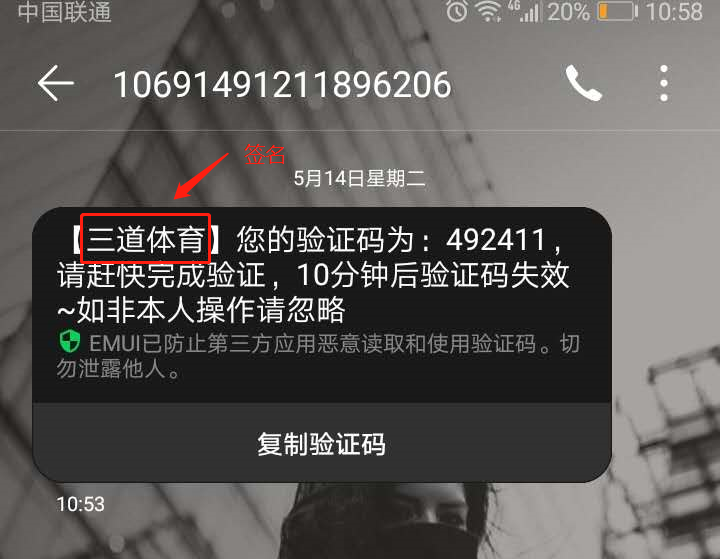 中国联通 4G 20% 10:58
10691491211896206
签名
5月14日星期二
【三道体育】您的验证码为：492411，
请赶快完成验证，10分钟后验证码失效
~如非本人操作请忽略
EMUI已防止第三方应用恶意读取和使用验证码。切
勿泄露他人。
复制验证码
10:53